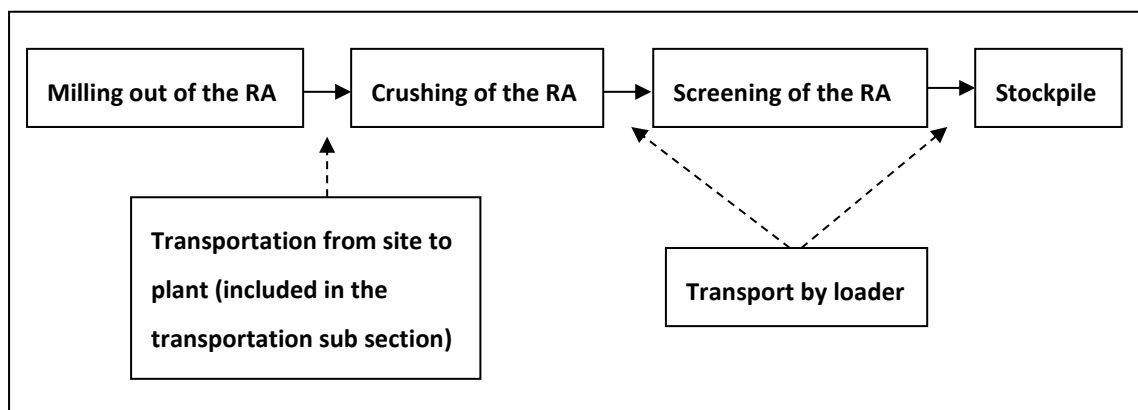 Milling out of the RA
Crushing of the RA
Screening of the RA
Stockpile
Transportation from site to
plant (included in the
transportation sub section)
Transport by loader